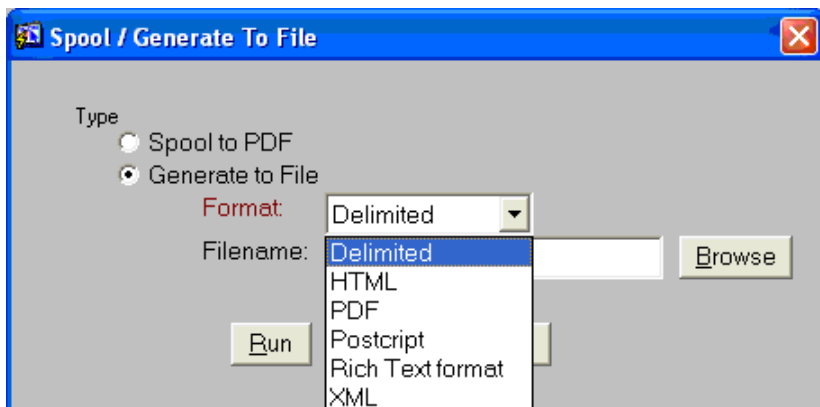 Spool / Generate To File
Type
Spool to PDF
Generate to File
Format: Delimited
Filename: Delimited Browse
HTML
PDF
Run Postcript
Rich Text format
XML